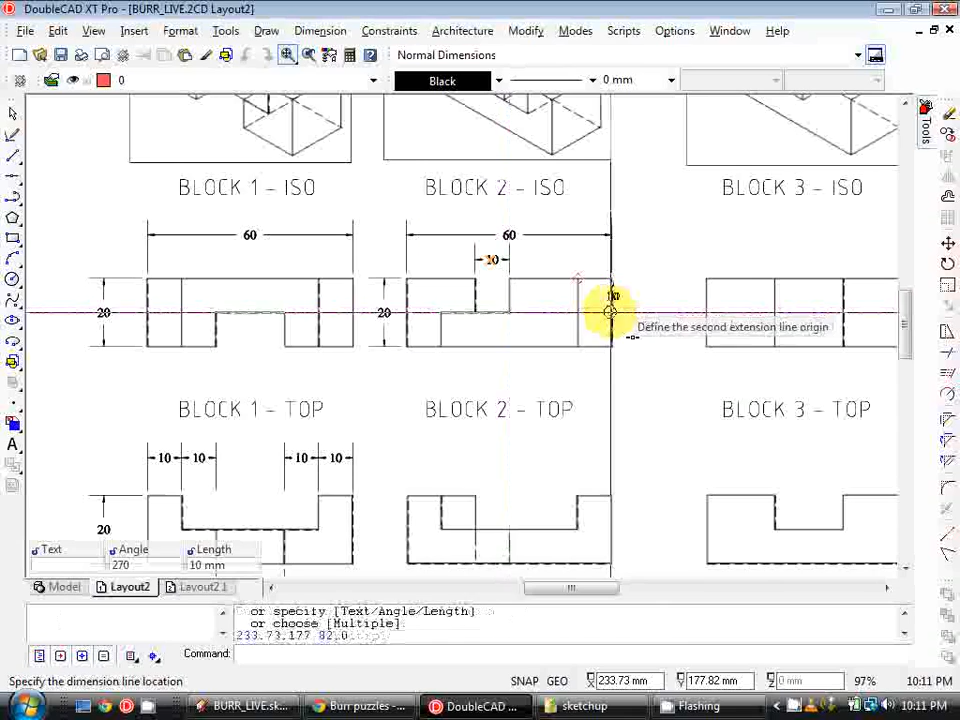 DoubleCAD XT Pro - [BURR_LIVE.2CD Layout2]
File Edit View Insert Format Tools Draw Dimension Constraints Architecture Modify Modes Scripts Options Window Help
Normal Dimensions
0 Black 0 mm
Tools
BLOCK 1 - ISO BLOCK 2 - ISO BLOCK 3 - ISO
60 60
20
20 20
Define the second extension line origin
BLOCK 1 - TOP BLOCK 2 - TOP BLOCK 3 - TOP
10 10 10 10
20
Text Angle Length
270 10 mm
Model Layout2 Layout2.1
or specify [Text/Angle/Length]
or choose [Multiple]
Command:
Specify the dimension line location SNAP GEO X 233.73 mm Y 177.82 mm Z 0 mm 97% 10:11 PM
BURR_LIVE.sk... Burr puzzles -... DoubleCAD ... sketchup Flashing 10:11 PM